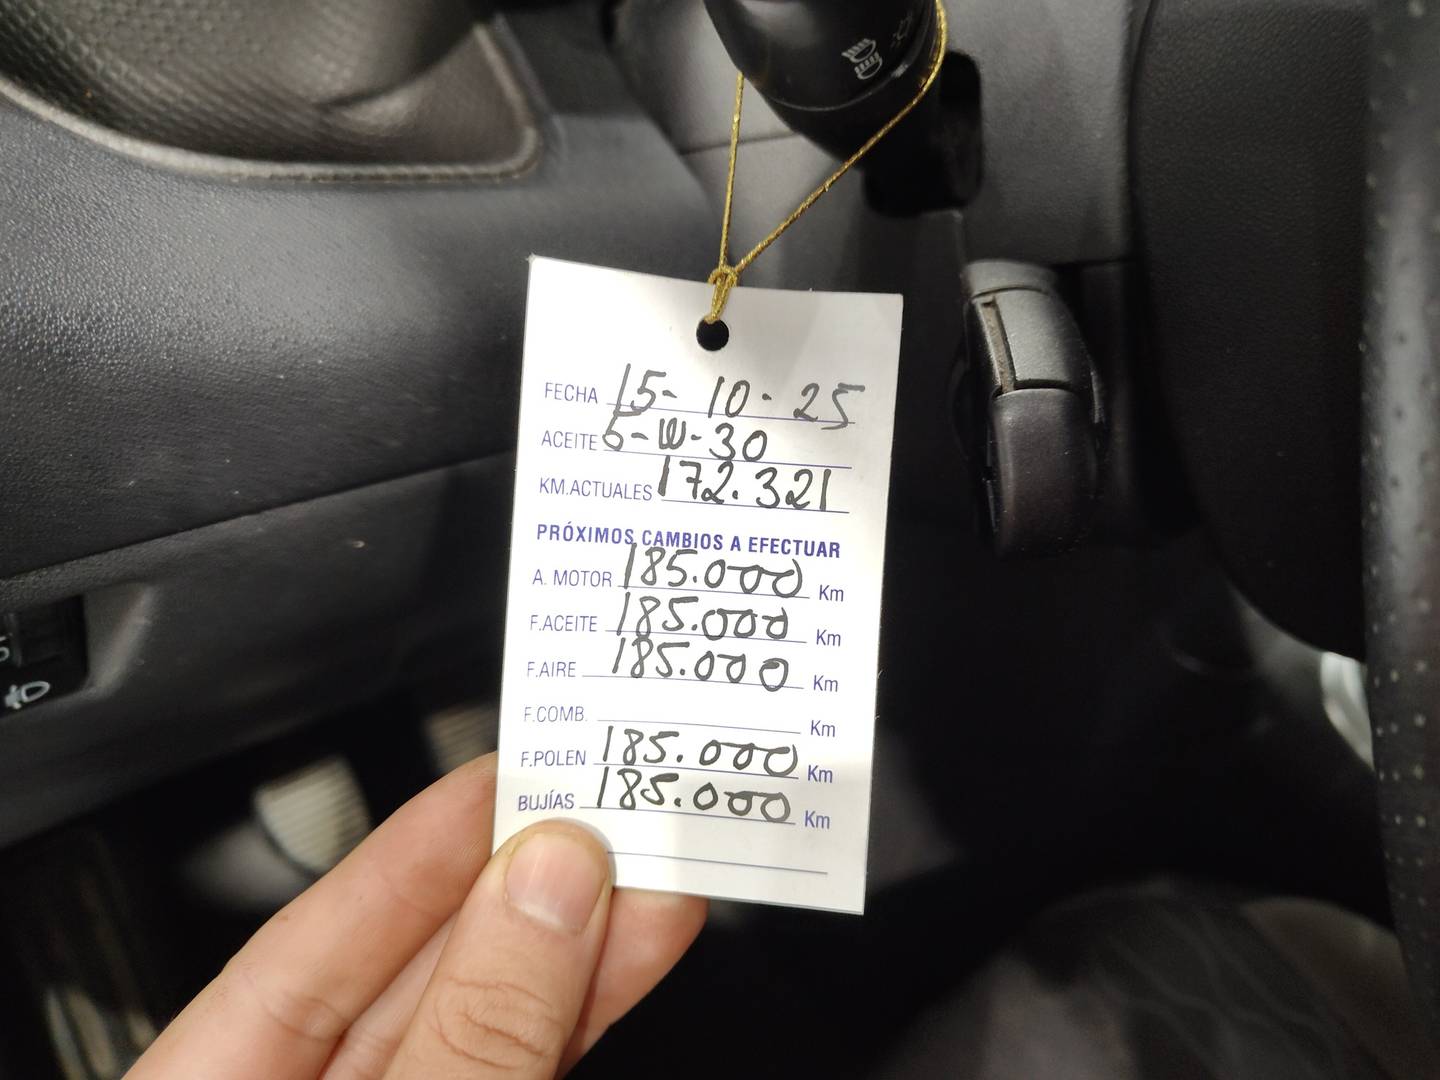 FECHA 15-10-25
ACEITE 5-W-30
KM.ACTUALES 172.321
PRÓXIMOS CAMBIOS A EFECTUAR
A. MOTOR 185.000 Km
F.ACEITE 185.000 Km
F.AIRE 185.000 Km
F.COMB. Km
F.POLEN 185.000 Km
BUJÍAS 185.000 Km